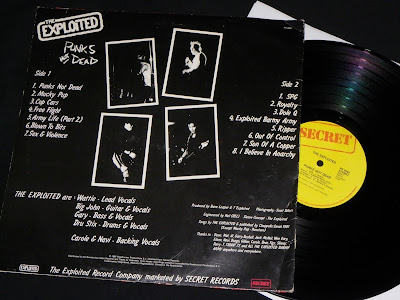 THE
EXPLOITED
PUNKS
NOT DEAD
Side 1
1. Punks Not Dead
2. Mucky Pup
3. Cop Cars
4. Free Flight
5. Army Life (Part 2)
6. Blown To Bits
7. Sex & Violence
Side 2
1. SPG
2. Royalty
3. Dole Q
4. Exploited Barmy Army
5. Ripper
6. Out Of Control
7. Son Of A Copper
8. I Believe In Anarchy
THE EXPLOITED are : Wattie - Lead Vocals
Big John - Guitar & Vocals
Gary - Bass & Vocals
Dru Stix - Drums & Vocals
Carole & Navi - Backing Vocals
EXPLOITED
The Exploited Record Company marketed by SECRET RECORDS
SECRET
SECRET
THE EXPLOITED